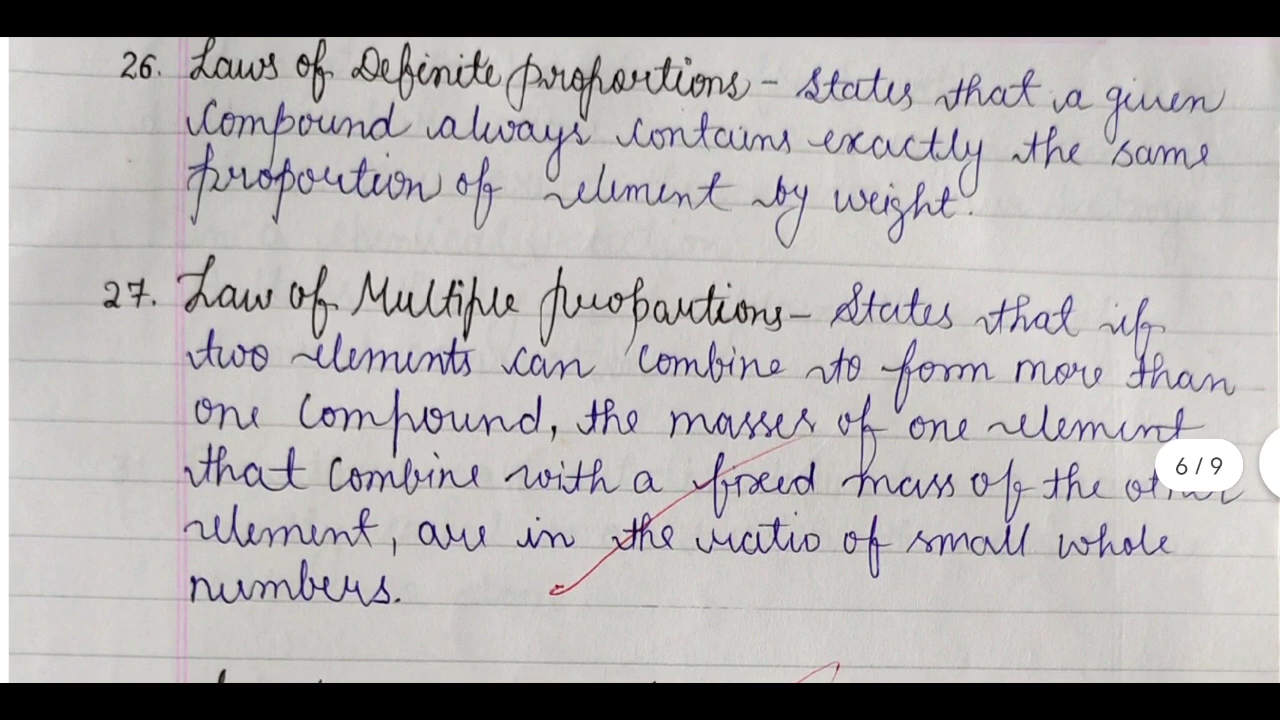 26. Laws of Definite proportions - States that a given
Compound always contains exactly the same
proportion of element by weight.
27. Law of Multiple proportions - States that if
two elements can combine to form more than
one compound, the masses of one element
that combine with a fixed mass of the other
element, are in the ratio of small whole
numbers.
6 / 9